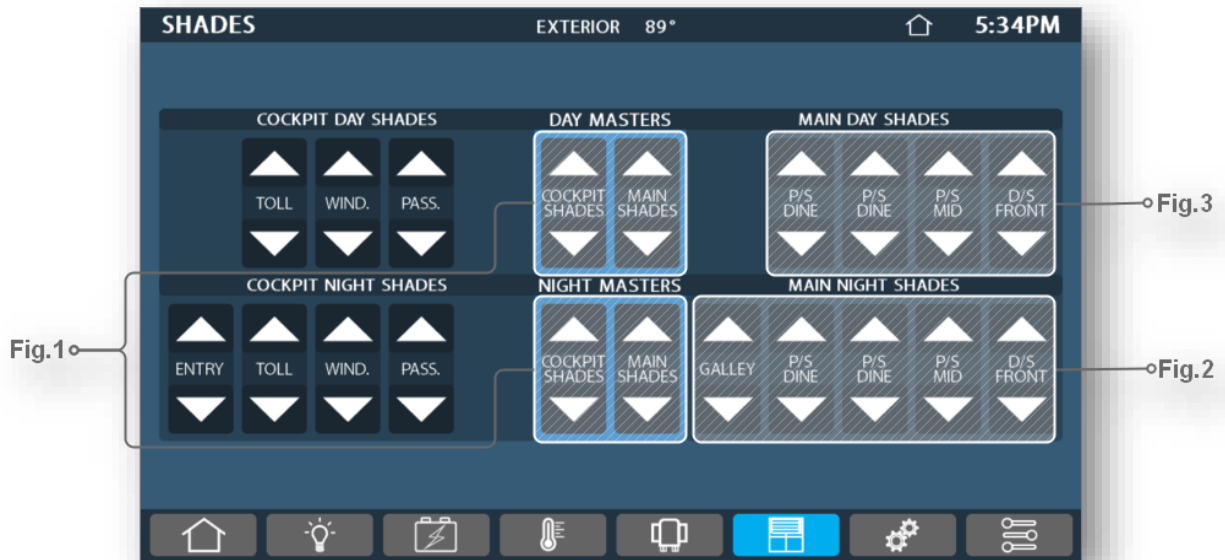 SHADES EXTERIOR 89° 5:34PM
COCKPIT DAY SHADES DAY MASTERS MAIN DAY SHADES
TOLL WIND. PASS. COCKPIT MAIN P/S P/S P/S D/S
SHADES SHADES DINE DINE MID FRONT
Fig.3
COCKPIT NIGHT SHADES NIGHT MASTERS MAIN NIGHT SHADES
Fig.1
ENTRY TOLL WIND. PASS. COCKPIT MAIN GALLEY P/S P/S P/S D/S
SHADES SHADES DINE DINE MID FRONT
Fig.2